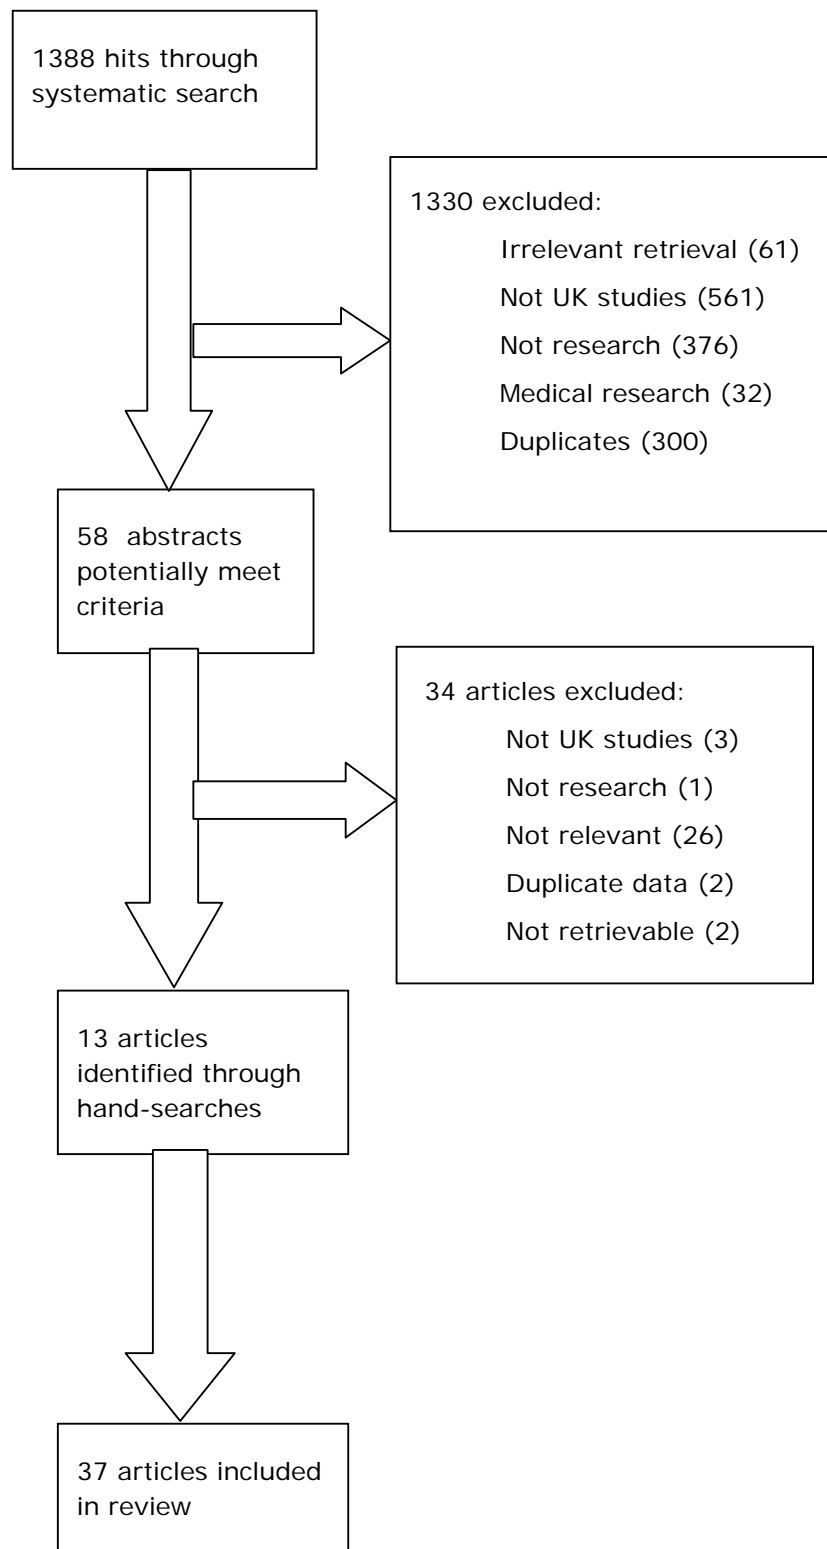 1388 hits through
systematic search
1330 excluded:
Irrelevant retrieval (61)
Not UK studies (561)
Not research (376)
Medical research (32)
Duplicates (300)
58 abstracts
potentially meet
criteria
34 articles excluded:
Not UK studies (3)
Not research (1)
Not relevant (26)
Duplicate data (2)
Not retrievable (2)
13 articles
identified through
hand-searches
37 articles included
in review